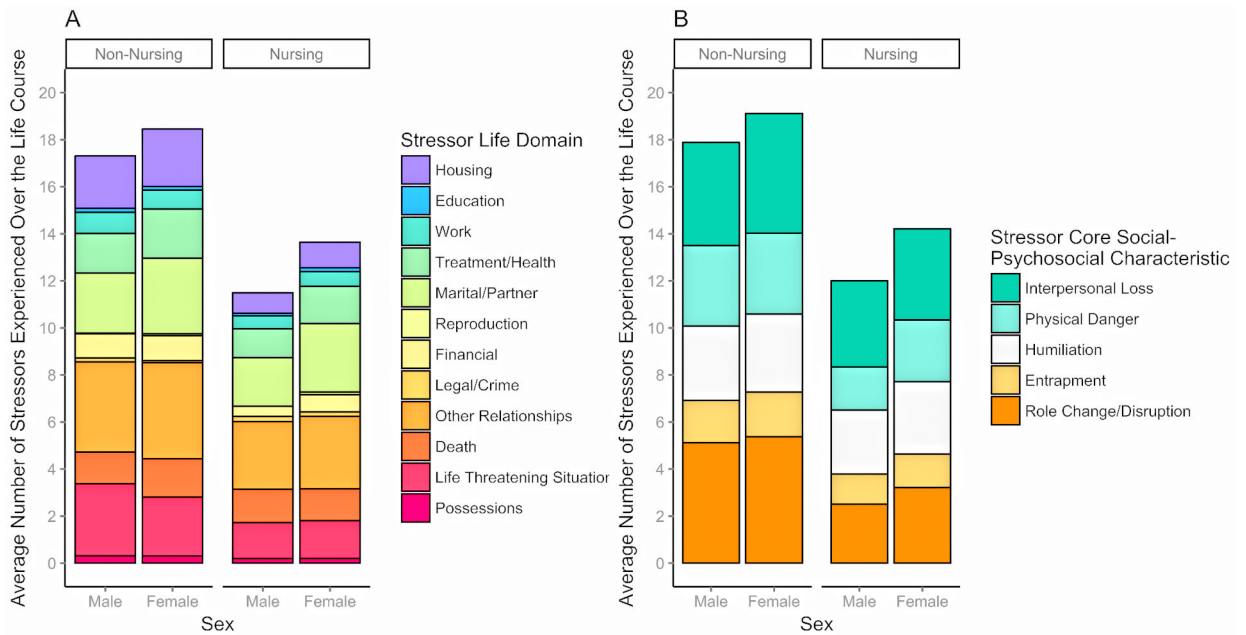 A
Average Number of Stressors Experienced Over the Life Course
Non-Nursing
Nursing
20
18
16
14
12
10
8
6
4
2
0
Male
Female
Male
Female
Sex
Stressor Life Domain
Housing
Education
Work
Treatment/Health
Marital/Partner
Reproduction
Financial
Legal/Crime
Other Relationships
Death
Life Threatening Situation
Possessions
B
Average Number of Stressors Experienced Over the Life Course
Non-Nursing
Nursing
20
18
16
14
12
10
8
6
4
2
0
Male
Female
Male
Female
Sex
Stressor Core Social-
Psychosocial Characteristic
Interpersonal Loss
Physical Danger
Humiliation
Entrapment
Role Change/Disruption